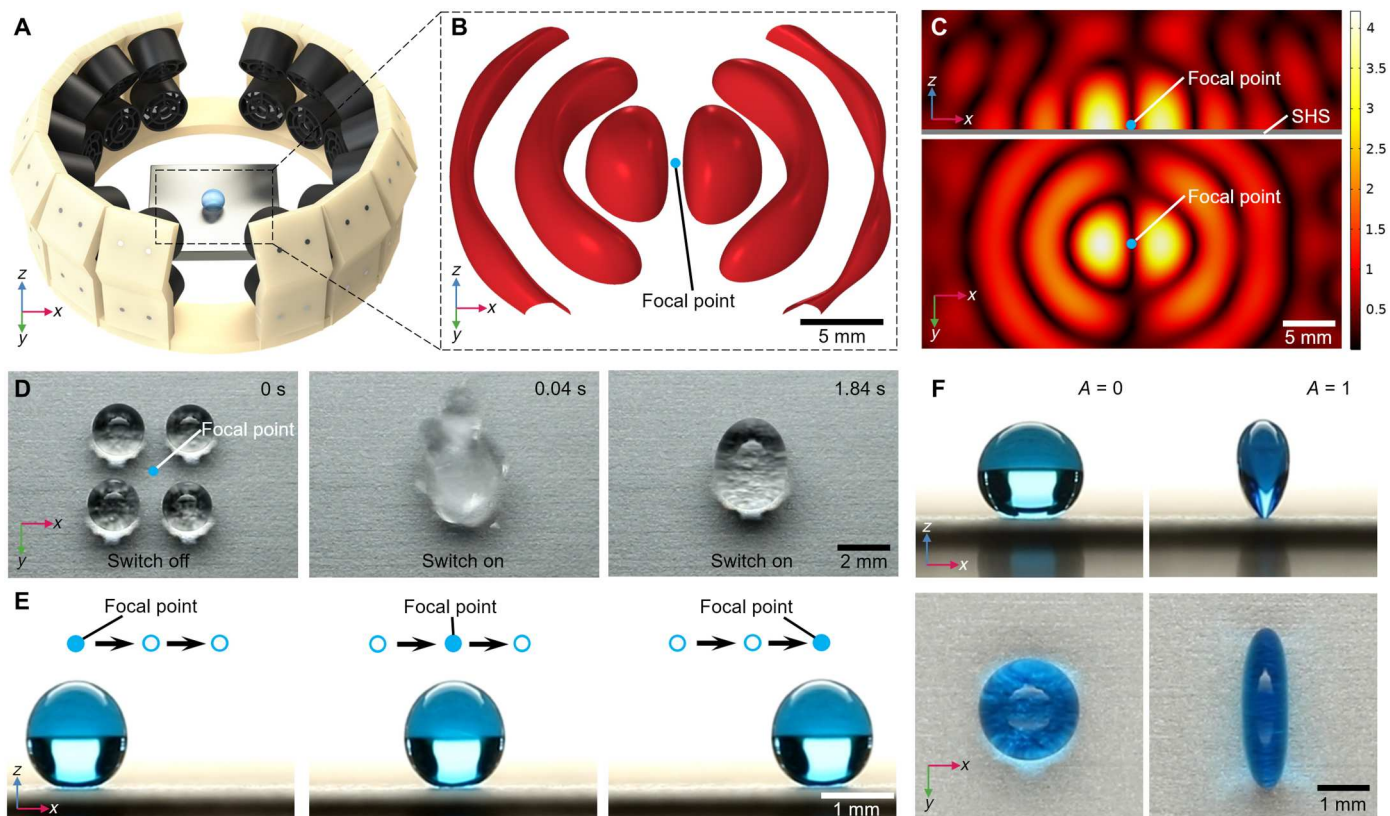 A
z
x
y
B
Focal point
z
x
y
5 mm
C
z
x
Focal point
SHS
Focal point
y
x
5 mm
4
3.5
3
2.5
2
1.5
1
0.5
D
0 s
Focal point
x
y
Switch off
0.04 s
Switch on
1.84 s
Switch on
2 mm
E
Focal point
Focal point
Focal point
z
x
1 mm
F
A = 0
A = 1
z
x
x
y
1 mm